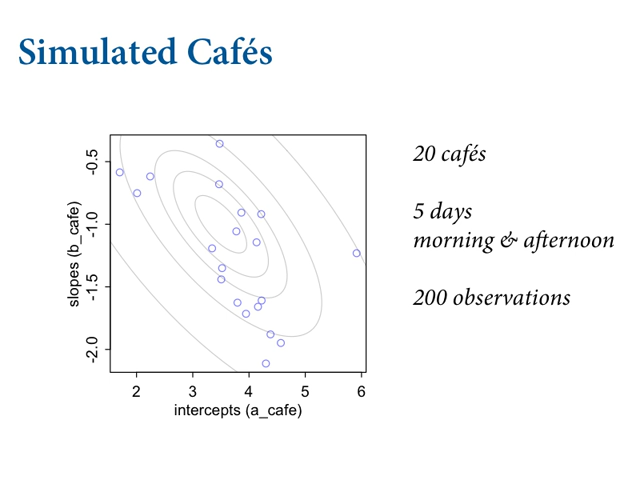 Simulated Cafés
20 cafés
5 days
morning & afternoon
200 observations
slopes (b_cafe)
-0.5
-1.0
-1.5
-2.0
2 3 4 5 6
intercepts (a_cafe)